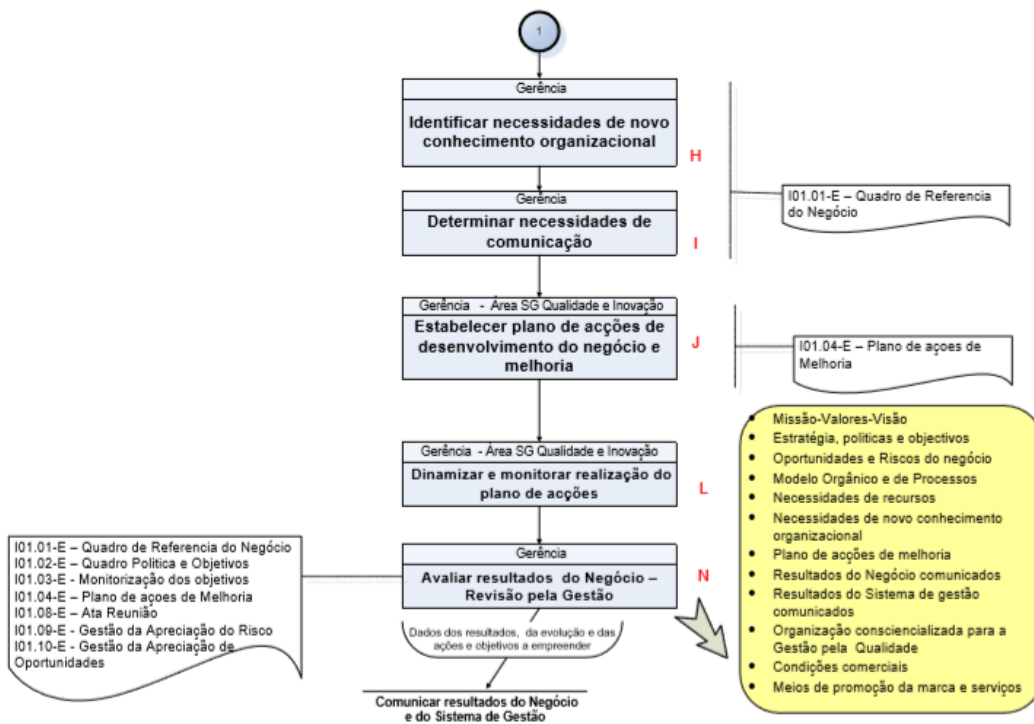 1
Gerência
Identificar necessidades de novo
conhecimento organizacional
H
Gerência
Determinar necessidades de
comunicação
I
I01.01-E – Quadro de Referencia
do Negócio
Gerência - Área SG Qualidade e Inovação
Estabelecer plano de acções de
desenvolvimento do negócio e
melhoria
J
I01.04-E – Plano de açoes de
Melhoria
Gerência - Área SG Qualidade e Inovação
Dinamizar e monitorar realização do
plano de acções
L
Gerência
Avaliar resultados do Negócio –
Revisão pela Gestão
N
I01.01-E – Quadro de Referencia do Negócio
I01.02-E – Quadro Politica e Objetivos
I01.03-E - Monitorização dos objetivos
I01.04-E – Plano de açoes de Melhoria
I01.08-E – Ata Reunião
I01.09-E - Gestão da Apreciação do Risco
I01.10-E - Gestão da Apreciação de
Oportunidades
Dados dos resultados, da evolução e das
ações e objetivos a empreender
Comunicar resultados do Negócio
e do Sistema de Gestão
• Missão-Valores-Visão
• Estratégia, politicas e objectivos
• Oportunidades e Riscos do negócio
• Modelo Orgânico e de Processos
• Necessidades de recursos
• Necessidades de novo conhecimento
organizacional
• Plano de acções de melhoria
• Resultados do Negócio comunicados
• Resultados do Sistema de gestão
comunicados
• Organização consciencializada para a
Gestão pela Qualidade
• Condições comerciais
• Meios de promoção da marca e serviços